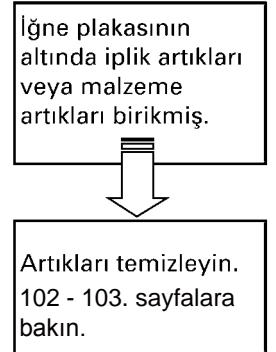 İğne plakasının
altında iplik artıkları
veya malzeme
artıkları birikmiş.
Artıkları temizleyin.
102 - 103. sayfalara
bakın.